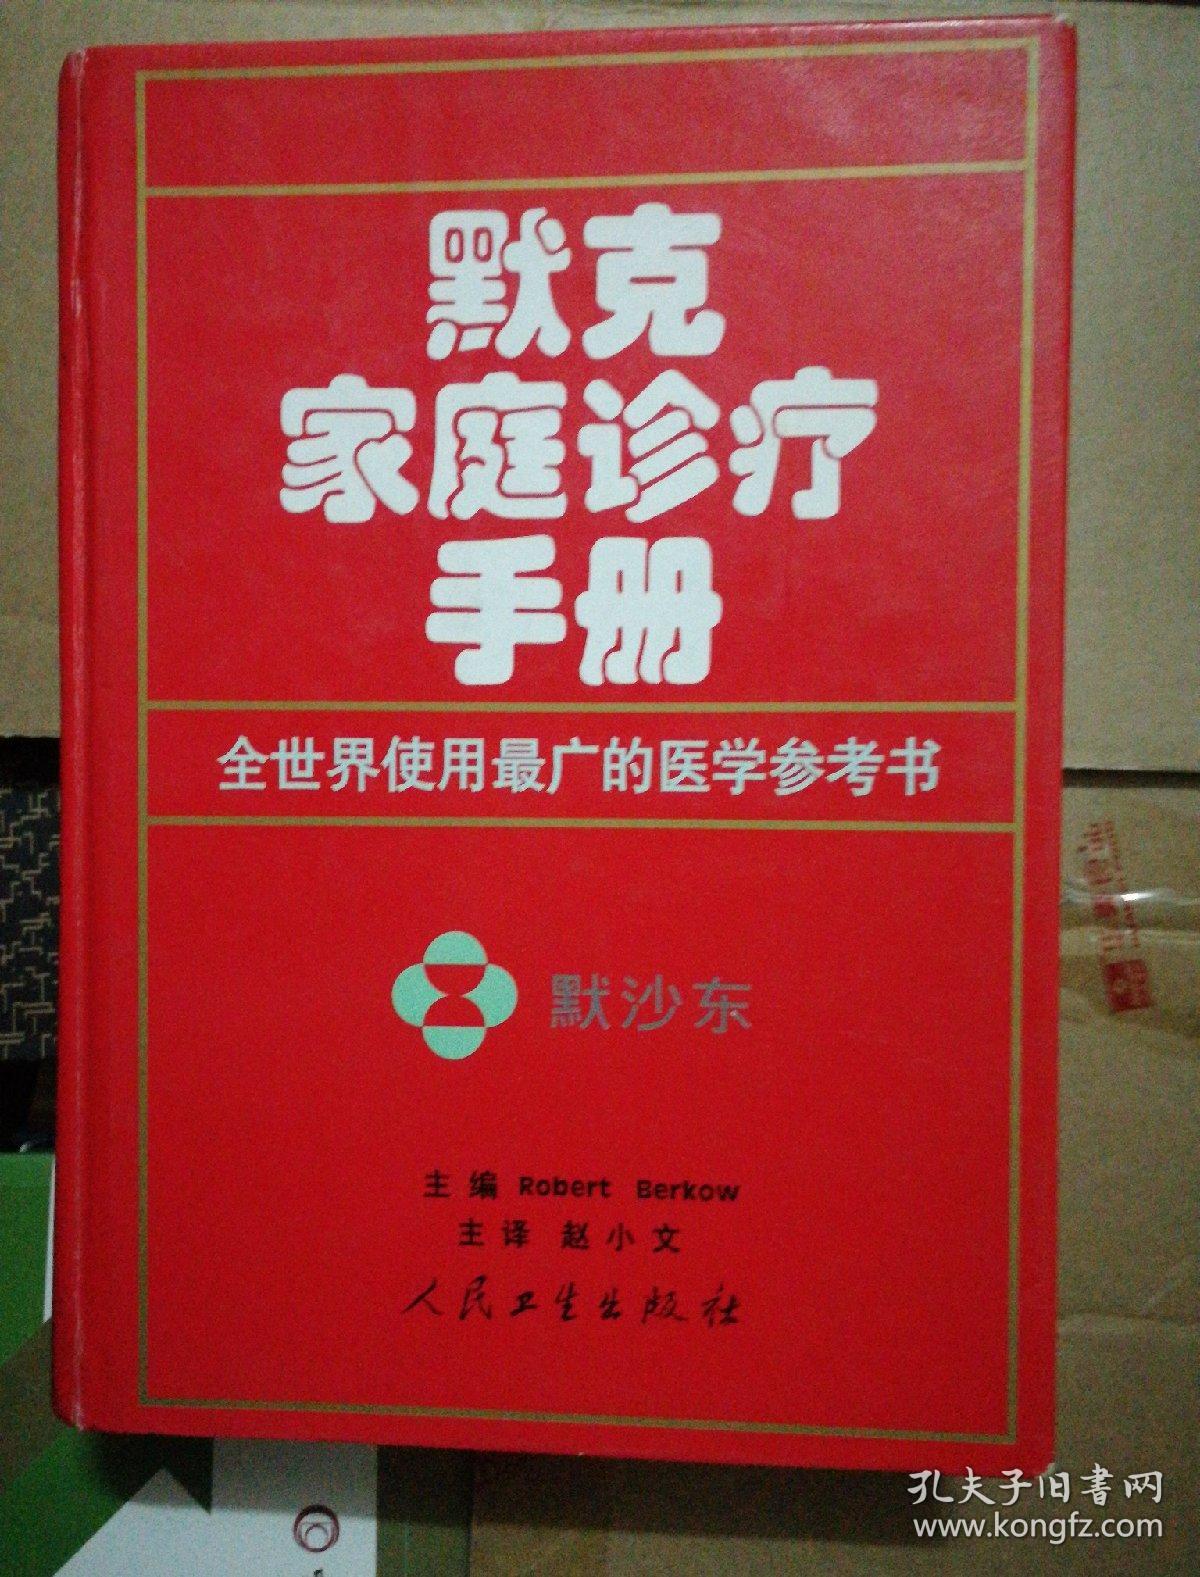 默克
家庭诊疗
手册
全世界使用最广的医学参考书
默沙东
主编 Robert Berkow
主译 赵小文
人民卫生出版社
孔夫子旧书网
www.kongfz.com